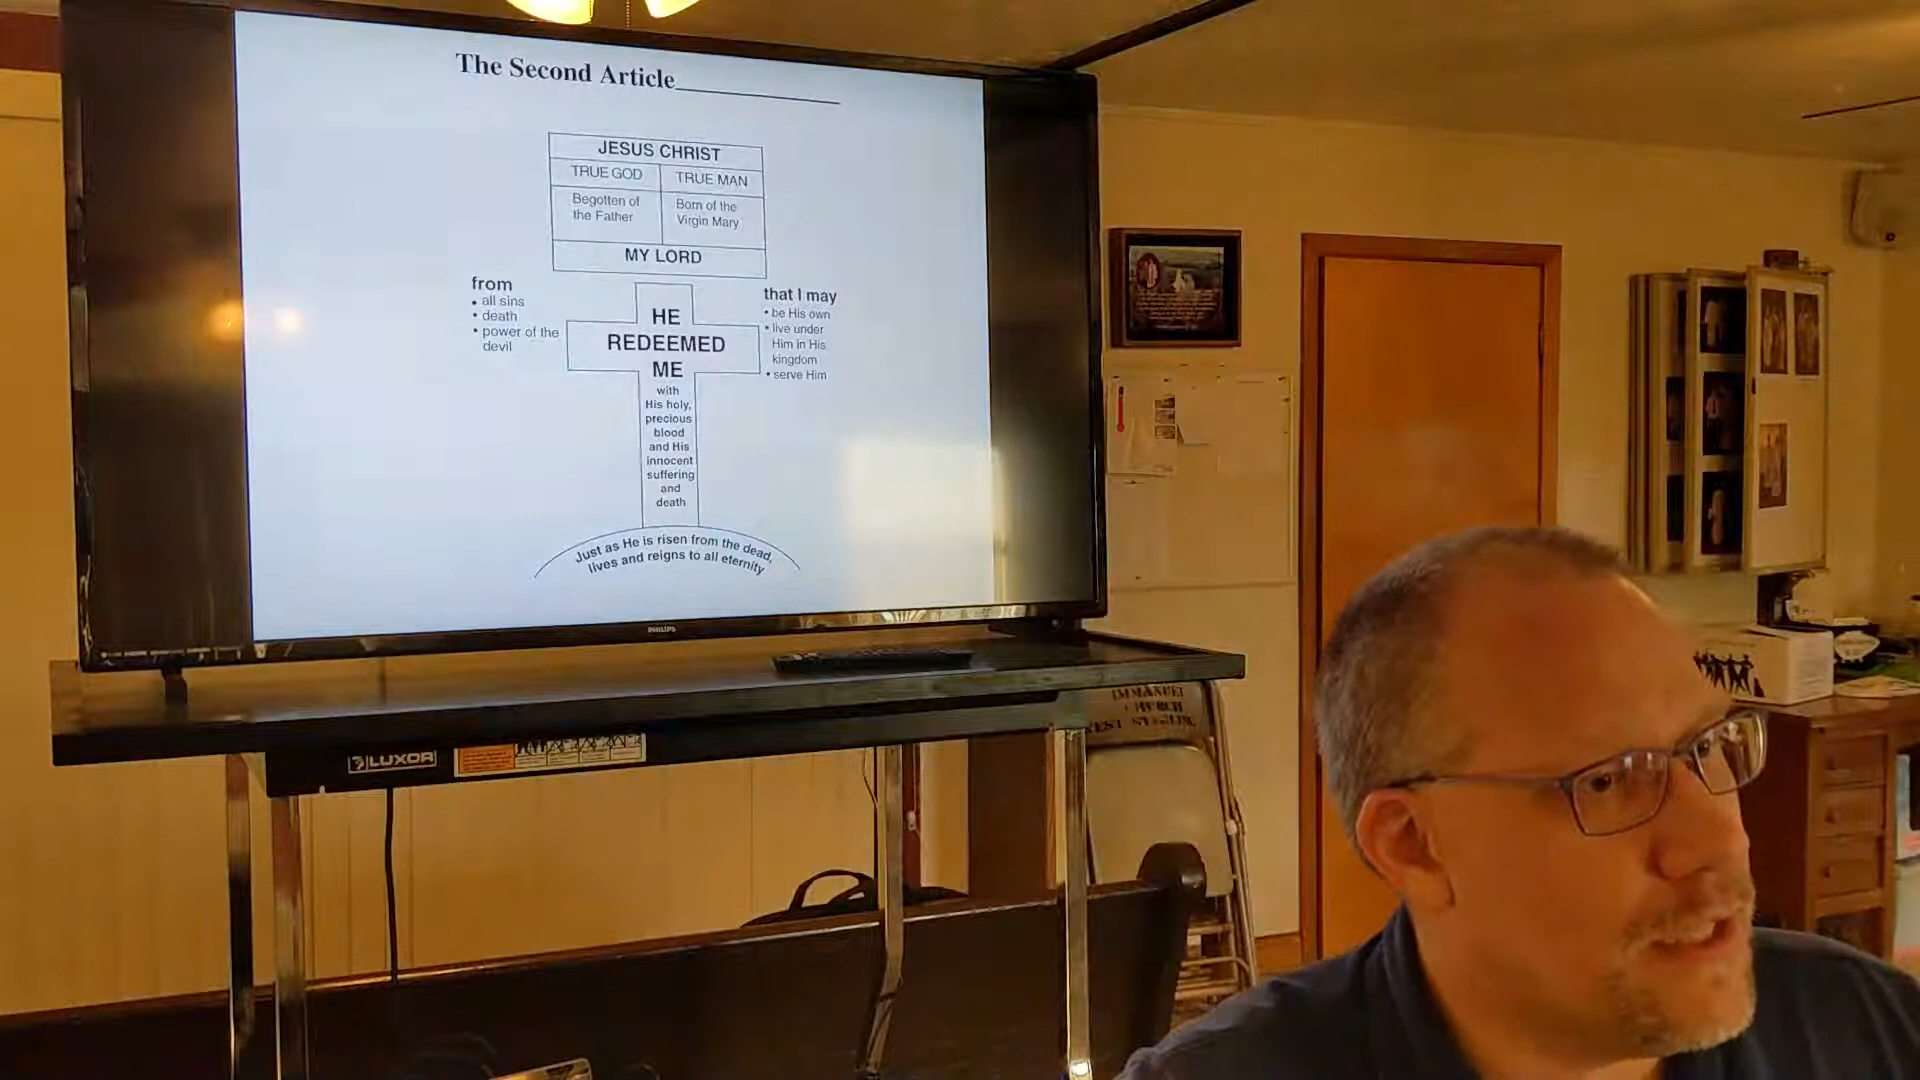 The Second Article
JESUS CHRIST
TRUE GOD
TRUE MAN
Begotten of
the Father
Born of the
Virgin Mary
MY LORD
from
• all sins
• death
• power of the
devil
HE
REDEEMED
ME
with
His holy,
precious
blood
and His
innocent
suffering
and
death
that I may
• be His own
• live under
Him in His
kingdom
• serve Him
Just as He is risen from the dead,
lives and reigns to all eternity
PHILIPS
LUXOR
IMMANUEL
CHURCH